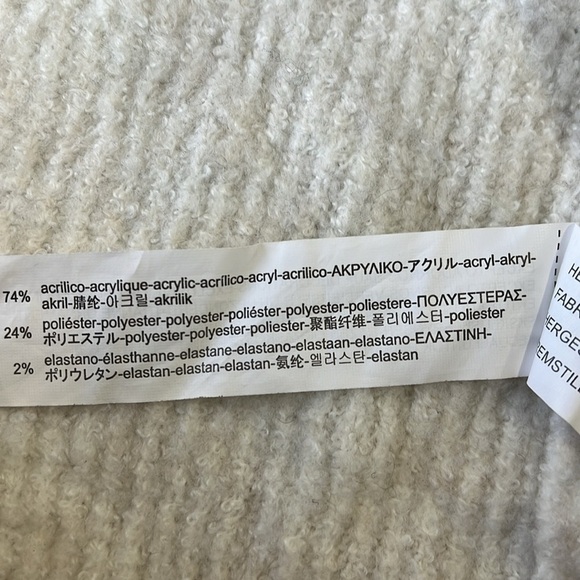 74% acrilico-acrylique-acrylic-acrílico-acryl-acrilico-ΑΚΡΥΛΙΚΟ-アクリル-acryl-akryl-
akril-腈纶-아크릴-akrilik
24% poliéster-polyester-polyester-poliéster-polyester-poliestere-ΠΟΛΥΕΣΤΕΡΑΣ-
ポリエステル-polyester-polyester-poliester-聚酯纤维-폴리에스터-poliester
2% elastano-élasthanne-elastane-elastano-elastaan-elastano-ΕΛΑΣΤΙΝΗ-
ポリウレタン-elastan-elastan-elastan-氨纶-엘라스탄-elastan
FABR
HERGE